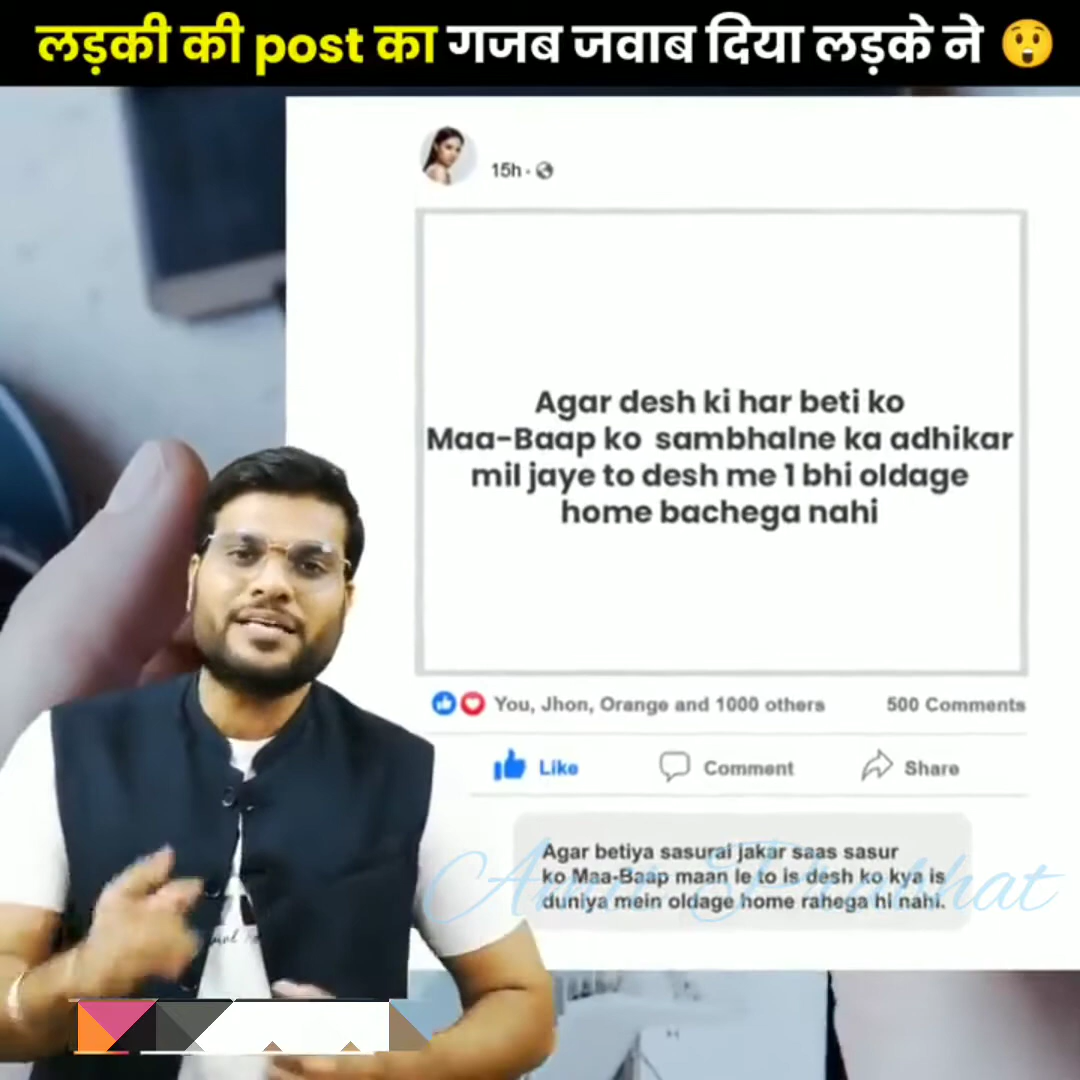 लड़की की post का गजब जवाब दिया लड़के ने
15h ·
Agar desh ki har beti ko
Maa-Baap ko sambhalne ka adhikar
mil jaye to desh me 1 bhi oldage
home bachega nahi
You, Jhon, Orange and 1000 others 500 Comments
Like Comment Share
Agar betiya sasural jakar saas sasur
ko Maa-Baap maan le to is desh ko kya is
duniya mein oldage home rahega hi nahi.